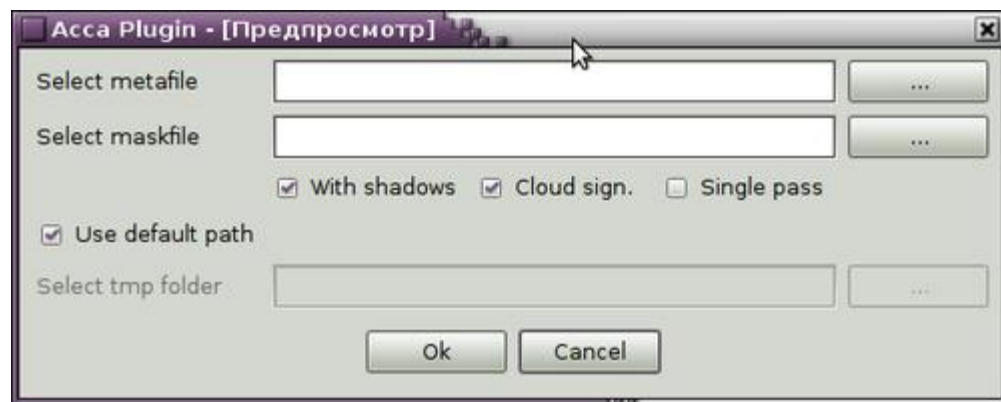 Acca Plugin - [Предпросмотр]
Select metafile ...
Select maskfile ...
With shadows Cloud sign. Single pass
Use default path
Select tmp folder ...
Ok Cancel